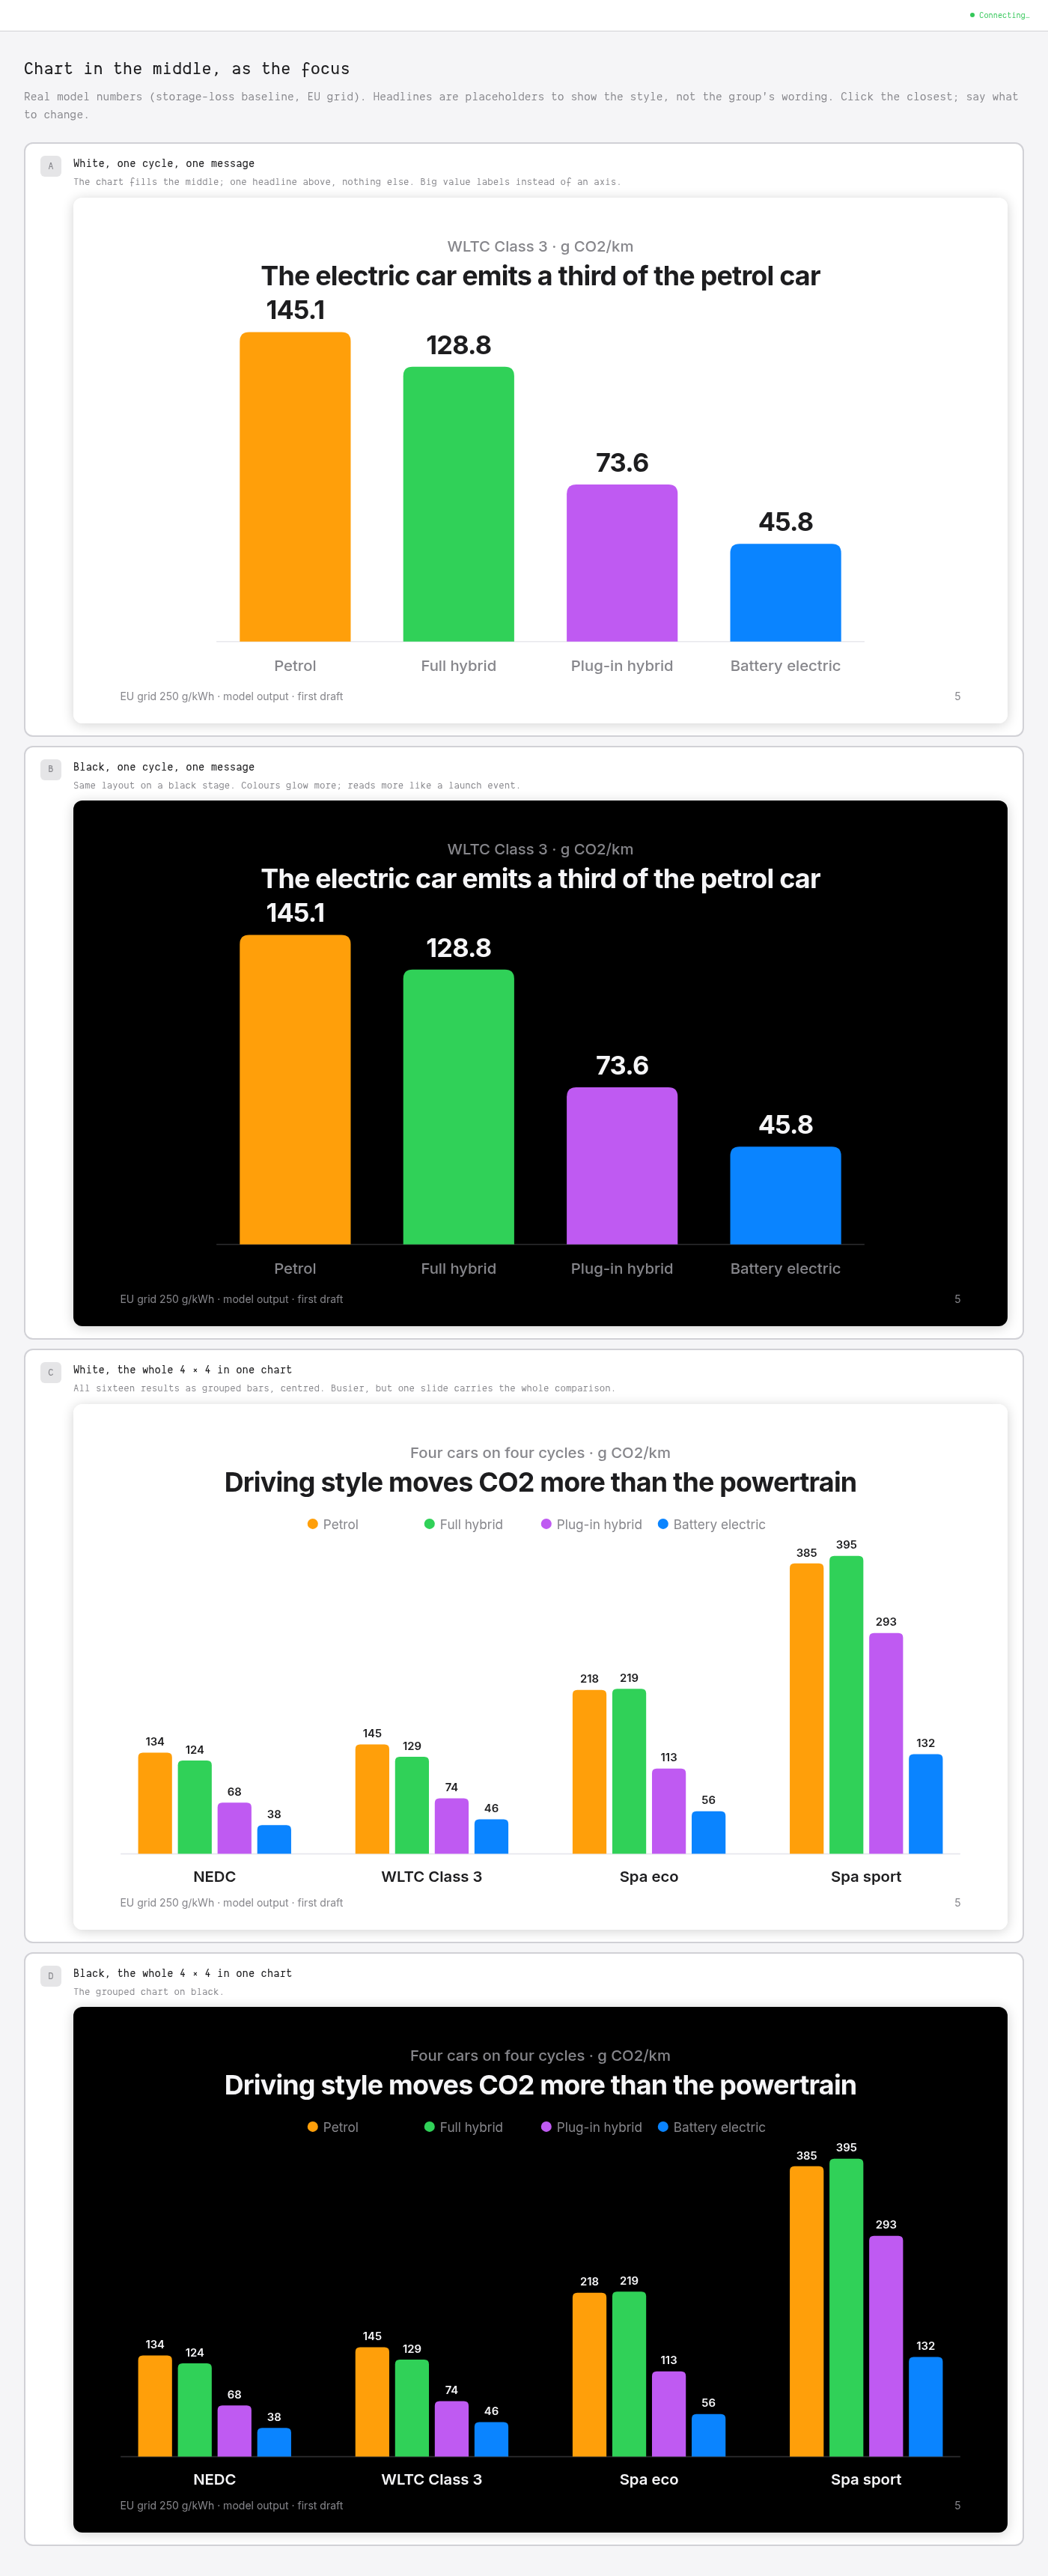 Connecting…
Chart in the middle, as the focus
Real model numbers (storage-loss baseline, EU grid). Headlines are placeholders to show the style, not the group's wording. Click the closest; say what
to change.
A
White, one cycle, one message
The chart fills the middle; one headline above, nothing else. Big value labels instead of an axis.
WLTC Class 3 · g CO2/km
The electric car emits a third of the petrol car
145.1
128.8
73.6
45.8
Petrol
Full hybrid
Plug-in hybrid
Battery electric
EU grid 250 g/kWh · model output · first draft
5
B
Black, one cycle, one message
Same layout on a black stage. Colours glow more; reads more like a launch event.
WLTC Class 3 · g CO2/km
The electric car emits a third of the petrol car
145.1
128.8
73.6
45.8
Petrol
Full hybrid
Plug-in hybrid
Battery electric
EU grid 250 g/kWh · model output · first draft
5
C
White, the whole 4 × 4 in one chart
All sixteen results as grouped bars, centred. Busier, but one slide carries the whole comparison.
Four cars on four cycles · g CO2/km
Driving style moves CO2 more than the powertrain
Petrol
Full hybrid
Plug-in hybrid
Battery electric
134
124
68
38
145
129
74
46
218
219
113
56
385
395
293
132
NEDC
WLTC Class 3
Spa eco
Spa sport
EU grid 250 g/kWh · model output · first draft
5
D
Black, the whole 4 × 4 in one chart
The grouped chart on black.
Four cars on four cycles · g CO2/km
Driving style moves CO2 more than the powertrain
Petrol
Full hybrid
Plug-in hybrid
Battery electric
134
124
68
38
145
129
74
46
218
219
113
56
385
395
293
132
NEDC
WLTC Class 3
Spa eco
Spa sport
EU grid 250 g/kWh · model output · first draft
5